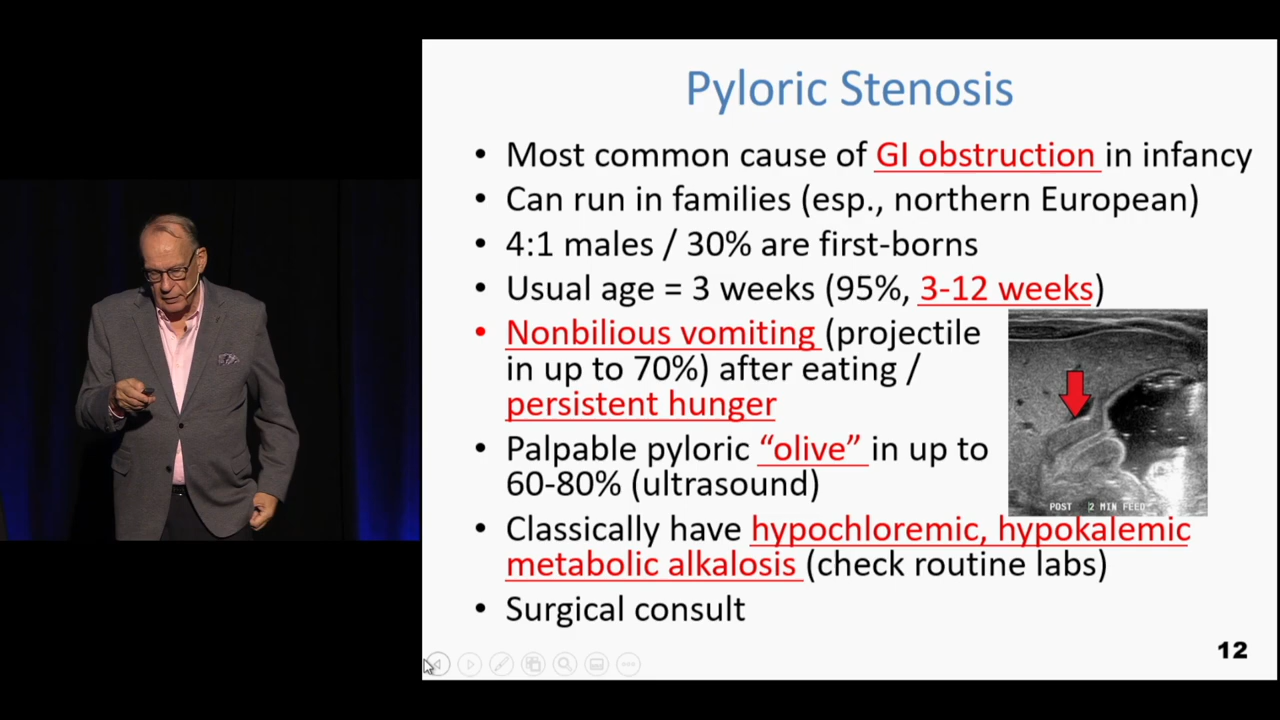 Pyloric Stenosis
• Most common cause of GI obstruction in infancy
• Can run in families (esp., northern European)
• 4:1 males / 30% are first-borns
• Usual age = 3 weeks (95%, 3-12 weeks)
• Nonbilious vomiting (projectile
in up to 70%) after eating /
persistent hunger
• Palpable pyloric “olive” in up to
60-80% (ultrasound)
POST 2 MIN FEED
• Classically have hypochloremic, hypokalemic
metabolic alkalosis (check routine labs)
• Surgical consult
12